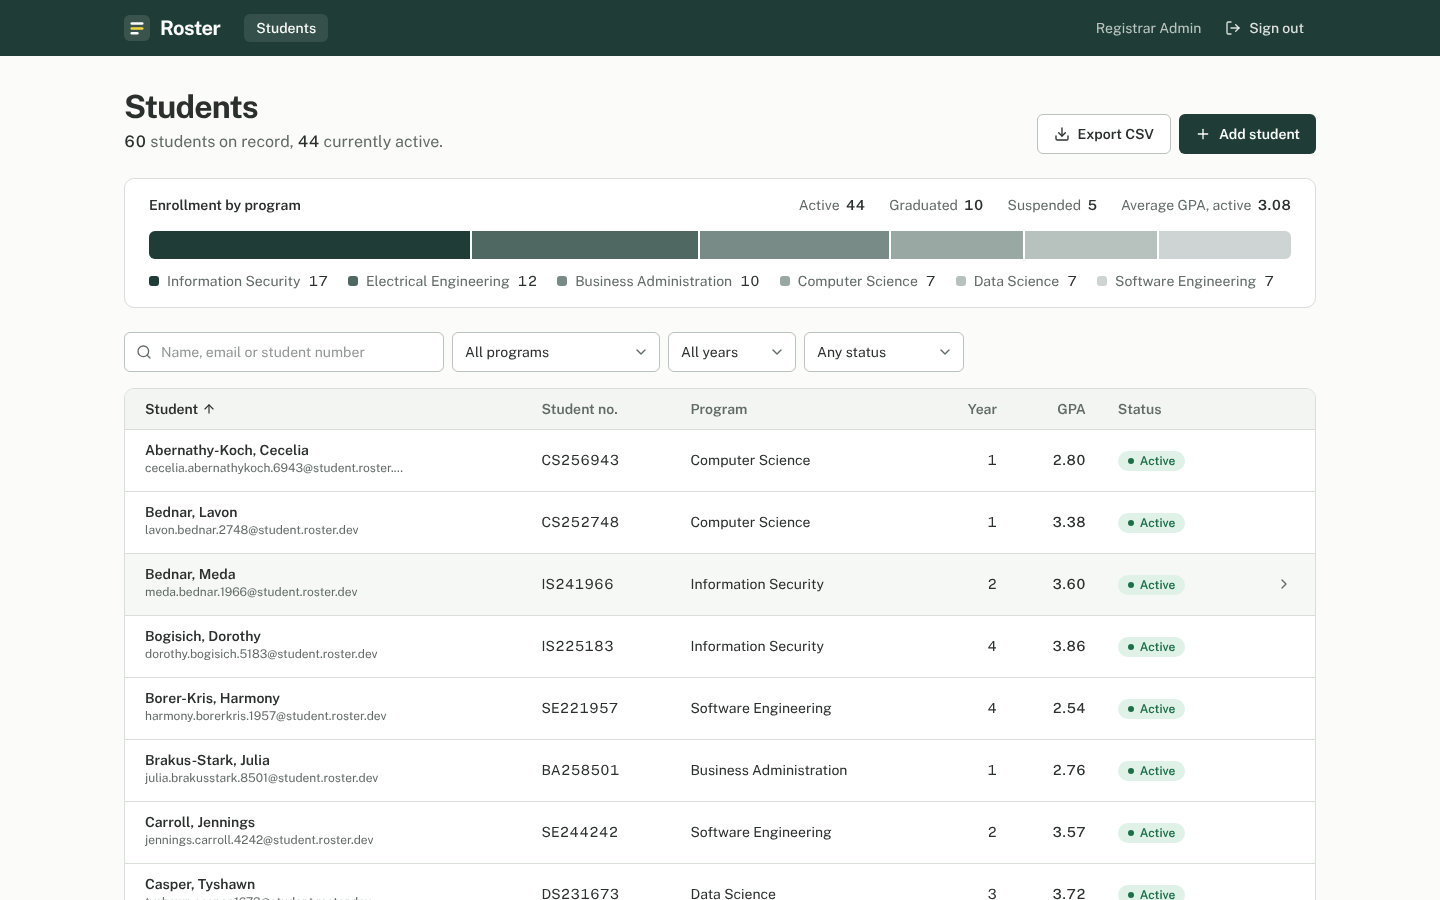 Roster Students Registrar Admin Sign out
Students
60 students on record, 44 currently active.
Export CSV Add student
Enrollment by program Active 44 Graduated 10 Suspended 5 Average GPA, active 3.08
Information Security 17 Electrical Engineering 12 Business Administration 10 Computer Science 7 Data Science 7 Software Engineering 7
Name, email or student number All programs All years Any status
Student Student no. Program Year GPA Status
Abernathy-Koch, Cecelia
cecelia.abernathykoch.6943@student.roster.... CS256943 Computer Science 1 2.80 Active
Bednar, Lavon
lavon.bednar.2748@student.roster.dev CS252748 Computer Science 1 3.38 Active
Bednar, Meda
meda.bednar.1966@student.roster.dev IS241966 Information Security 2 3.60 Active
Bogisich, Dorothy
dorothy.bogisich.5183@student.roster.dev IS225183 Information Security 4 3.86 Active
Borer-Kris, Harmony
harmony.borerkris.1957@student.roster.dev SE221957 Software Engineering 4 2.54 Active
Brakus-Stark, Julia
julia.brakusstark.8501@student.roster.dev BA258501 Business Administration 1 2.76 Active
Carroll, Jennings
jennings.carroll.4242@student.roster.dev SE244242 Software Engineering 2 3.57 Active
Casper, Tyshawn
DS231673 Data Science 3 3.72 Active